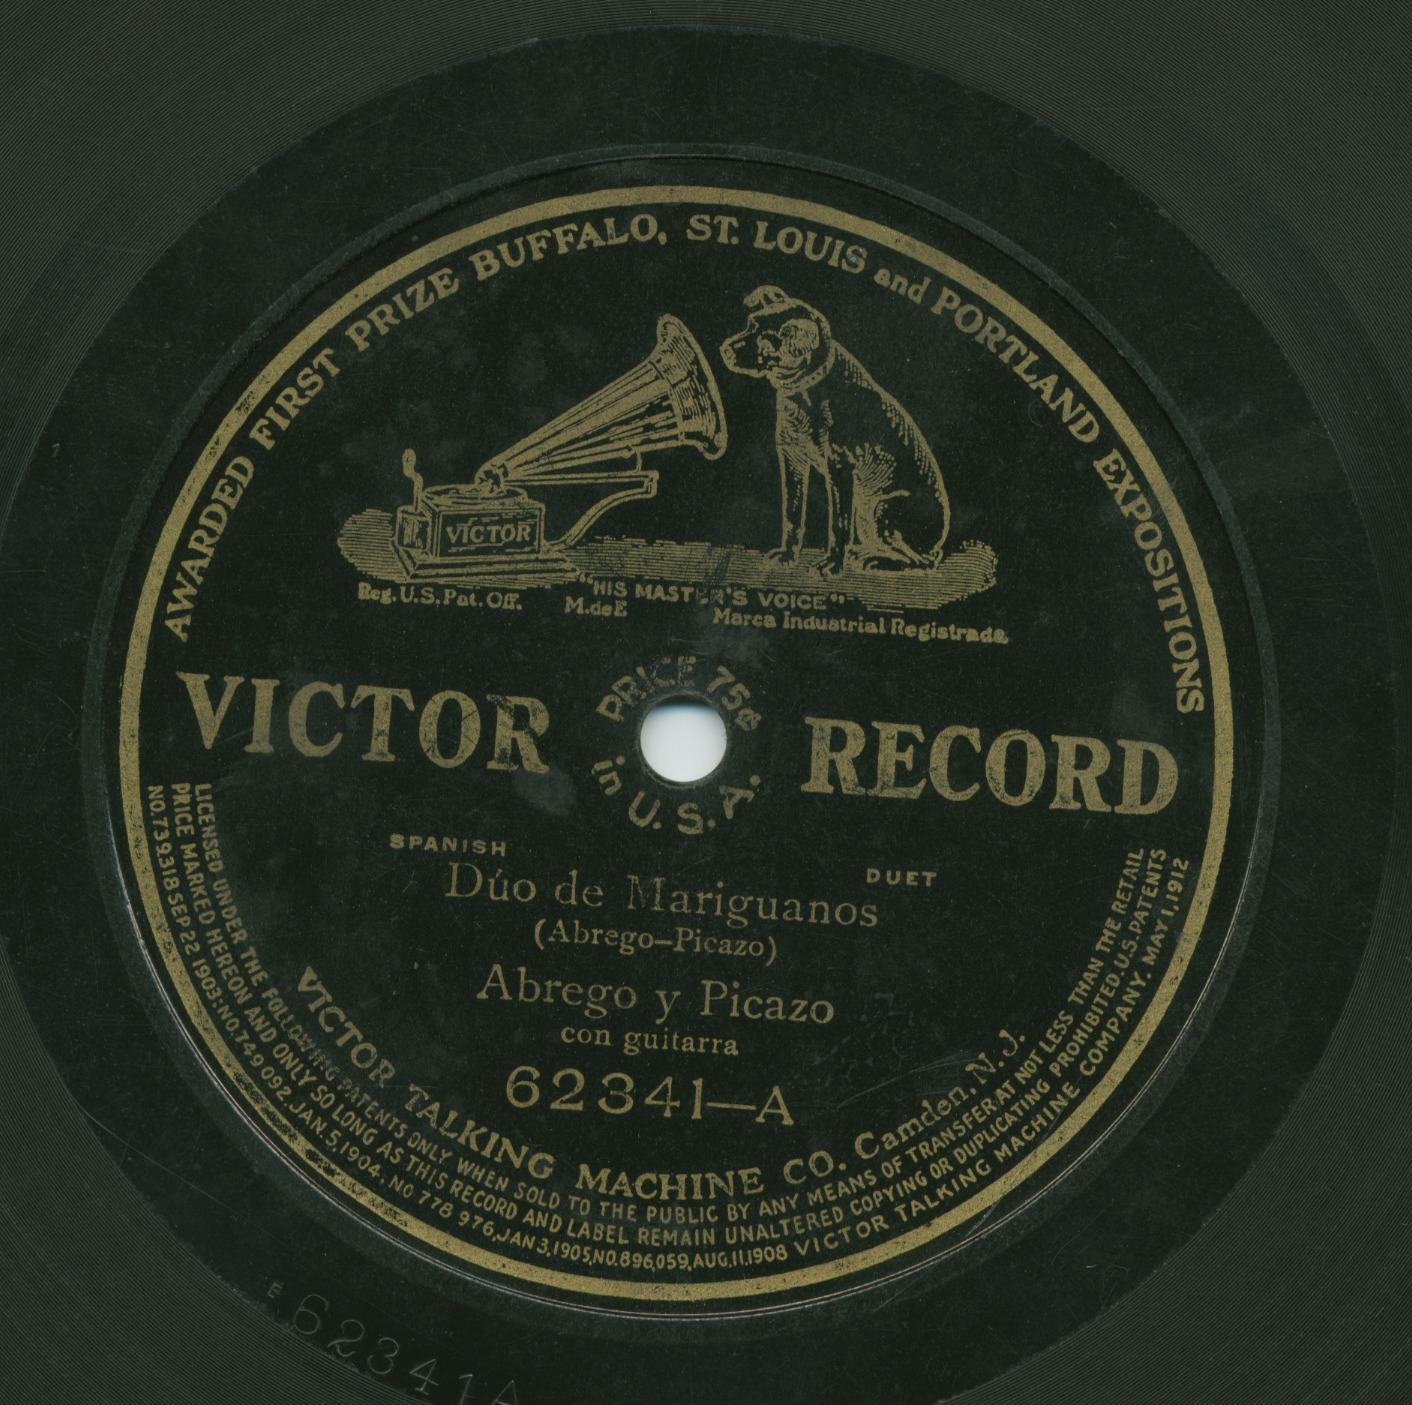 AWARDED FIRST PRIZE BUFFALO, ST. LOUIS and PORTLAND EXPOSITIONS
VICTOR
"HIS MASTER'S VOICE"
Reg. U.S. Pat. Off. M. de E Marca Industrial Registrada
PRICE 75¢
VICTOR RECORD
in U.S.A.
SPANISH DUET
Dúo de Mariguanos
(Abrego-Picazo)
Abrego y Picazo
con guitarra
62341—A
VICTOR TALKING MACHINE CO. Camden, N. J.
LICENSED UNDER THE FOLLOWING PATENTS ONLY WHEN SOLD TO THE PUBLIC BY ANY MEANS OF TRANSFER AT NOT LESS THAN THE RETAIL
PRICE MARKED HEREON AND ONLY SO LONG AS THIS RECORD AND LABEL REMAIN UNALTERED COPYING OR DUPLICATING PROHIBITED. U.S. PATENTS
NO. 739318 SEP. 22 1903: NO. 749 092 JAN 5, 1904. NO 778 976, JAN 3, 1905, NO. 896,059, AUG. 11. 1908 VICTOR TALKING MACHINE COMPANY. MAY 1, 1912
E 62341A